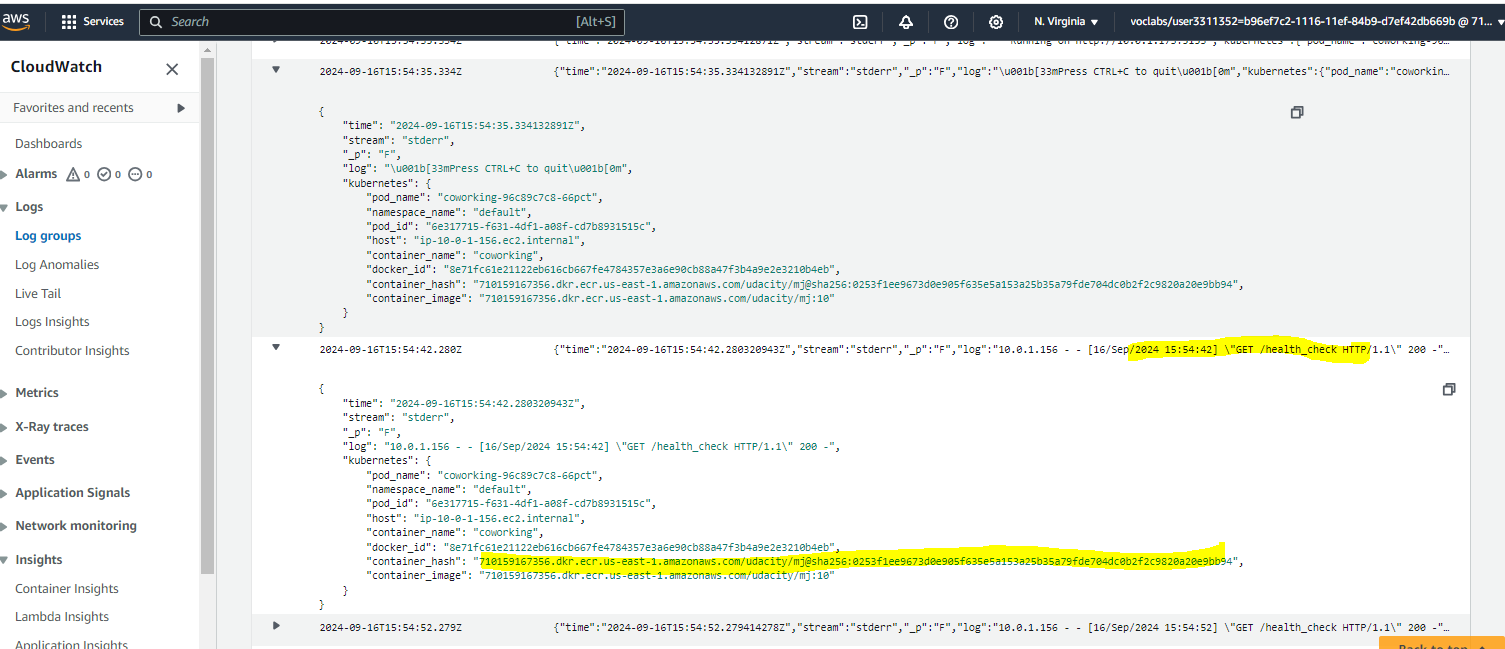 aws Services Search [Alt+S] N. Virginia voclabs/user3311352=b96ef7c2-1116-11ef-84b9-d7ef42db669b @ 71...
CloudWatch
Favorites and recents
Dashboards
Alarms 0 0 0
Logs
Log groups
Log Anomalies
Live Tail
Logs Insights
Contributor Insights
Metrics
X-Ray traces
Events
Application Signals
Network monitoring
Insights
Container Insights
Lambda Insights
Application Insights
2024-09-16T15:54:35.334Z {"time":"2024-09-16T15:54:35.334132891Z","stream":"stderr","_p":"F","log":"\u001b[33mPress CTRL+C to quit\u001b[0m","kubernetes":{"pod_name":"coworkin…
{
"time": "2024-09-16T15:54:35.334132891Z",
"stream": "stderr",
"_p": "F",
"log": "\u001b[33mPress CTRL+C to quit\u001b[0m",
"kubernetes": {
"pod_name": "coworking-96c89c7c8-66pct",
"namespace_name": "default",
"pod_id": "6e317715-f631-4df1-a08f-cd7b8931515c",
"host": "ip-10-0-1-156.ec2.internal",
"container_name": "coworking",
"docker_id": "8e71fc61e21122eb616cb667fe4784357e3a6e90cb88a47f3b4a9e2e3210b4eb",
"container_hash": "710159167356.dkr.ecr.us-east-1.amazonaws.com/udacity/mj@sha256:0253f1ee9673d0e905f635e5a153a25b35a79fde704dc0b2f2c9820a20e9bb94",
"container_image": "710159167356.dkr.ecr.us-east-1.amazonaws.com/udacity/mj:10"
}
}
2024-09-16T15:54:42.280Z {"time":"2024-09-16T15:54:42.280320943Z","stream":"stderr","_p":"F","log":"10.0.1.156 - - [16/Sep/2024 15:54:42] \"GET /health_check HTTP/1.1\" 200 -"…
{
"time": "2024-09-16T15:54:42.280320943Z",
"stream": "stderr",
"_p": "F",
"log": "10.0.1.156 - - [16/Sep/2024 15:54:42] \"GET /health_check HTTP/1.1\" 200 -",
"kubernetes": {
"pod_name": "coworking-96c89c7c8-66pct",
"namespace_name": "default",
"pod_id": "6e317715-f631-4df1-a08f-cd7b8931515c",
"host": "ip-10-0-1-156.ec2.internal",
"container_name": "coworking",
"docker_id": "8e71fc61e21122eb616cb667fe4784357e3a6e90cb88a47f3b4a9e2e3210b4eb",
"container_hash": "710159167356.dkr.ecr.us-east-1.amazonaws.com/udacity/mj@sha256:0253f1ee9673d0e905f635e5a153a25b35a79fde704dc0b2f2c9820a20e9bb94",
"container_image": "710159167356.dkr.ecr.us-east-1.amazonaws.com/udacity/mj:10"
}
}
2024-09-16T15:54:52.279Z {"time":"2024-09-16T15:54:52.279414278Z","stream":"stderr","_p":"F","log":"10.0.1.156 - - [16/Sep/2024 15:54:52] \"GET /health_check HTTP/1.1\" 200 -"…
Back to top